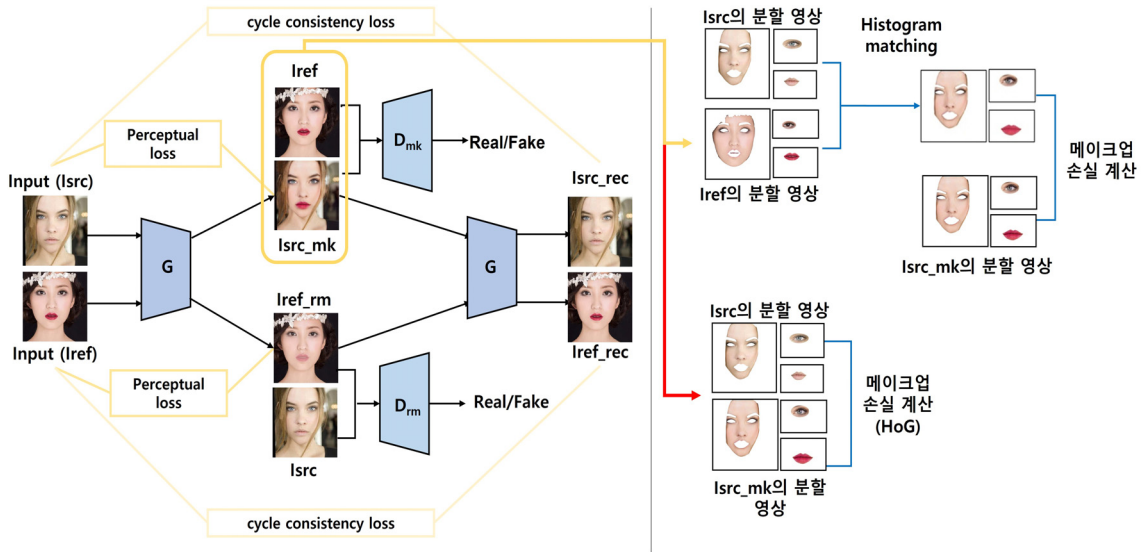 cycle consistency loss
Iref
Perceptual
loss
D_mk
Real/Fake
Input (Isrc)
Isrc_rec
Isrc_mk
G
G
Iref_rm
Input (Iref)
Iref_rec
Perceptual
loss
D_rm
Real/Fake
Isrc
cycle consistency loss
Isrc의 분할 영상
Histogram
matching
메이크업
손실 계산
Iref의 분할 영상
Isrc_mk의 분할 영상
Isrc의 분할 영상
메이크업
손실 계산
(HoG)
Isrc_mk의 분할
영상